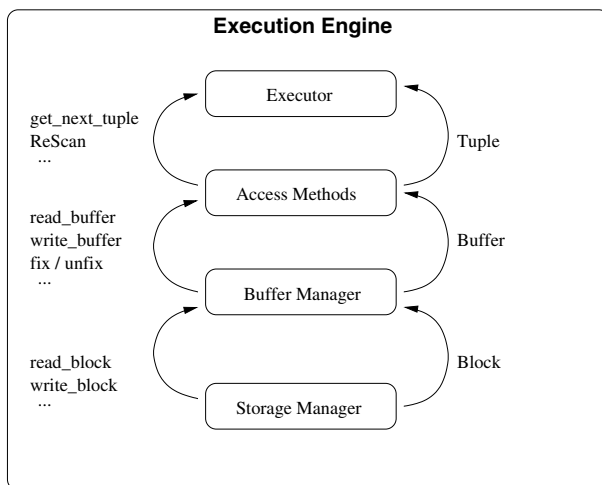 Execution Engine
Executor
get_next_tuple
ReScan
...
Tuple
Access Methods
read_buffer
write_buffer
fix / unfix
...
Buffer
Buffer Manager
read_block
write_block
...
Block
Storage Manager